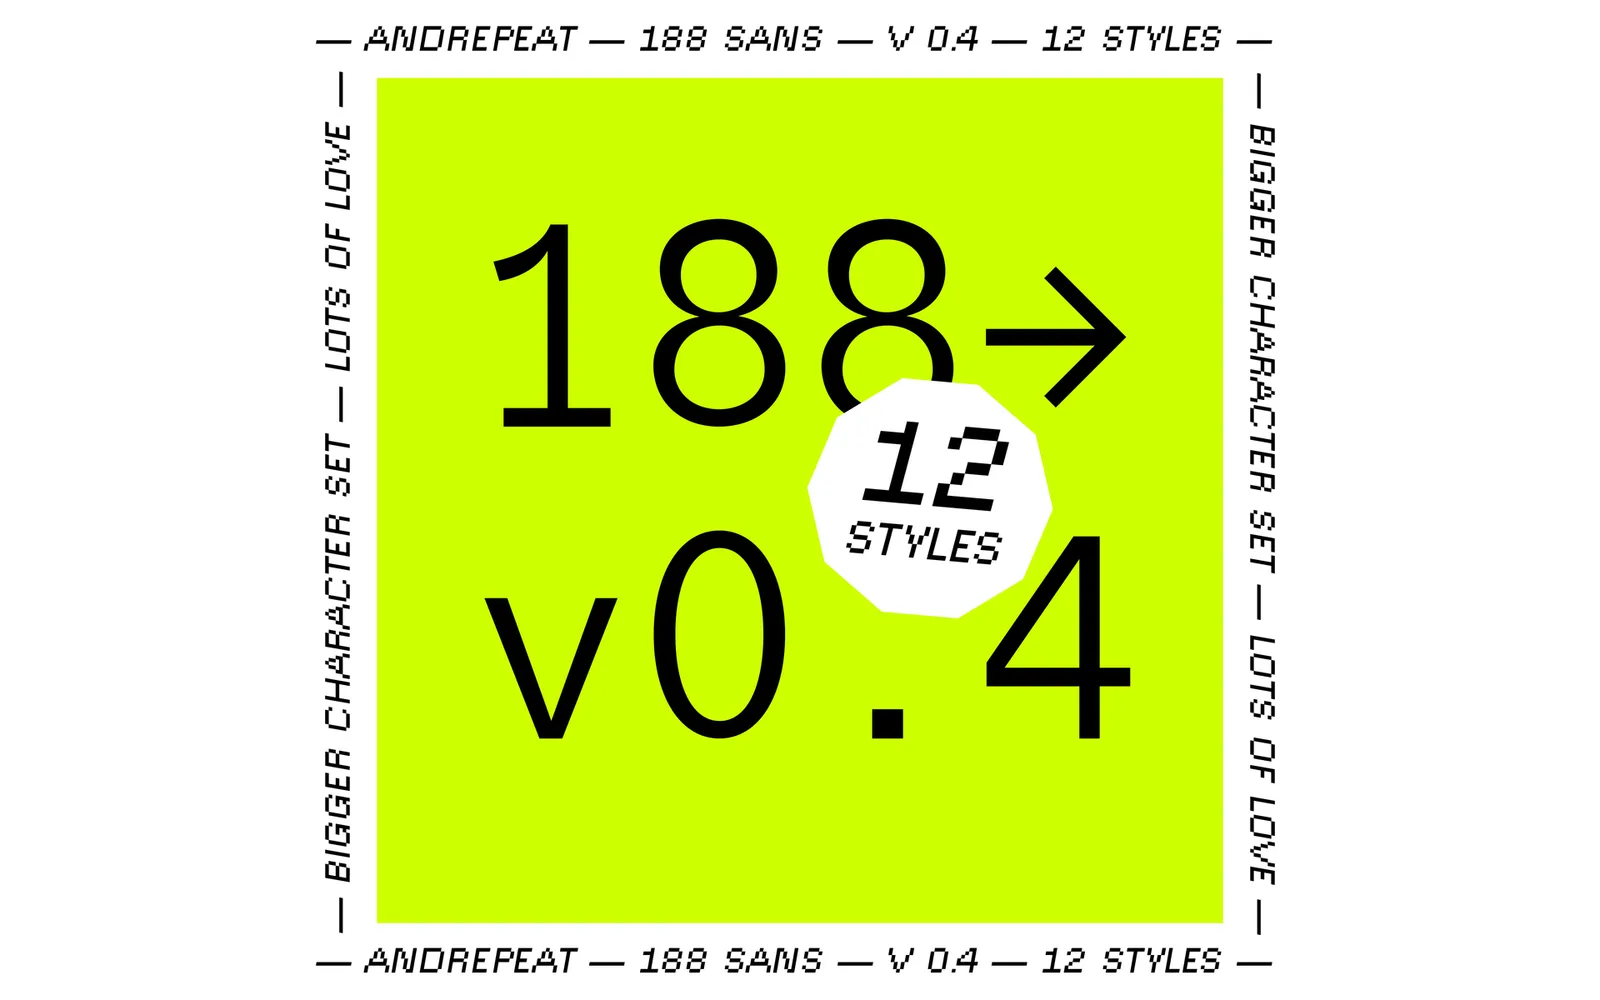 — ANDREPEAT — 188 SANS — V 0.4 — 12 STYLES —
— BIGGER CHARACTER SET — LOTS OF LOVE —
188→
12
STYLES
v0.4
— BIGGER CHARACTER SET — LOTS OF LOVE —
— ANDREPEAT — 188 SANS — V 0.4 — 12 STYLES —